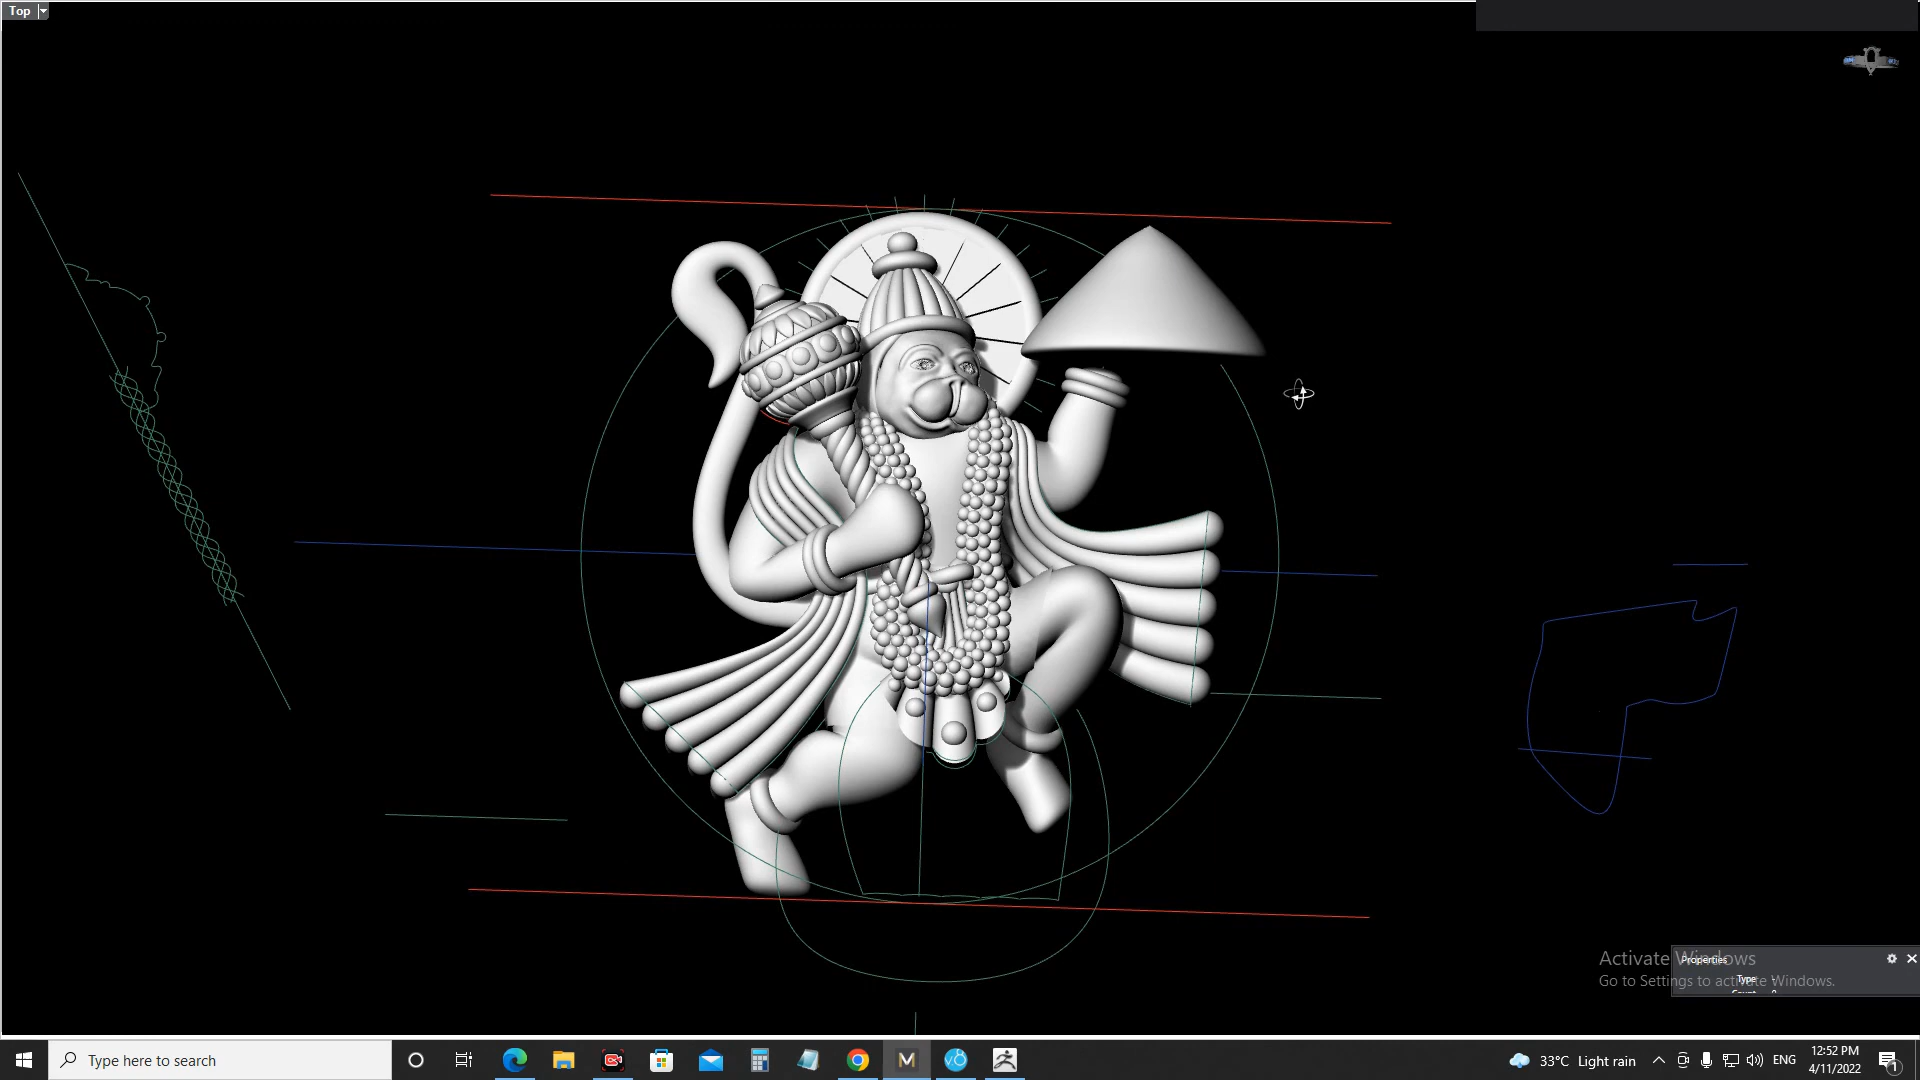 Top
Activate Windows
Properties
Go to Settings to activate Windows.
Type
Type here to search
33°C Light rain
ENG
12:52 PM
4/11/2022
1